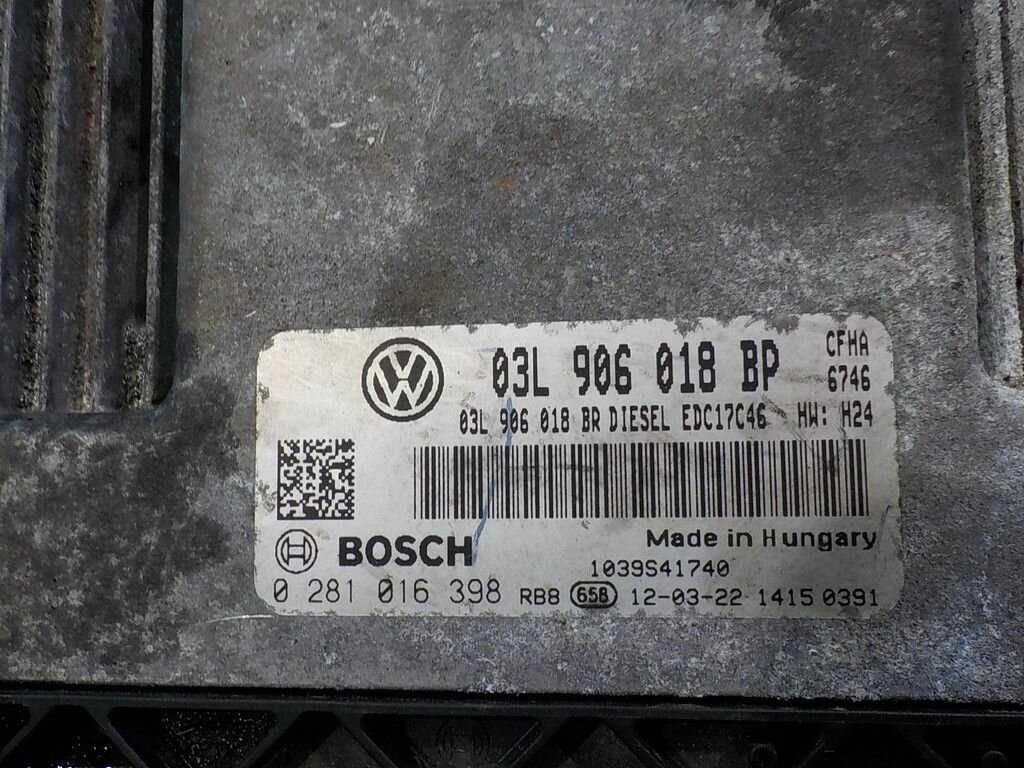 03L 906 018 BP
CFHA
6746
03L 906 018 BR DIESEL EDC17C46 HW: H24
BOSCH
Made in Hungary
1039S41740
0 281 016 398 RB8 658 12-03-22 1415 0391